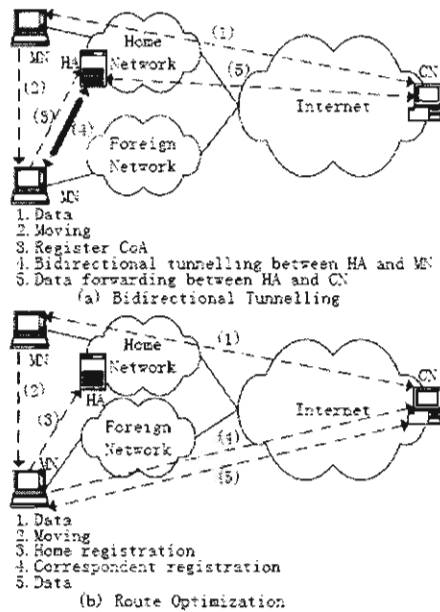 (1)
Home
Network
MN
HA
CN
(2)
(5)
(3)
(4)
Internet
Foreign
Network
MN
1. Data
2. Moving
3. Register CoA
4. Bidirectional tunnelling between HA and MN
5. Data forwarding between HA and CN
(a) Bidirectional Tunnelling
(1)
Home
Network
MN
HA
CN
(2)
(3)
Internet
Foreign
Network
(4)
(5)
MN
1. Data
2. Moving
3. Home registration
4. Correspondent registration
5. Data
(b) Route Optimization